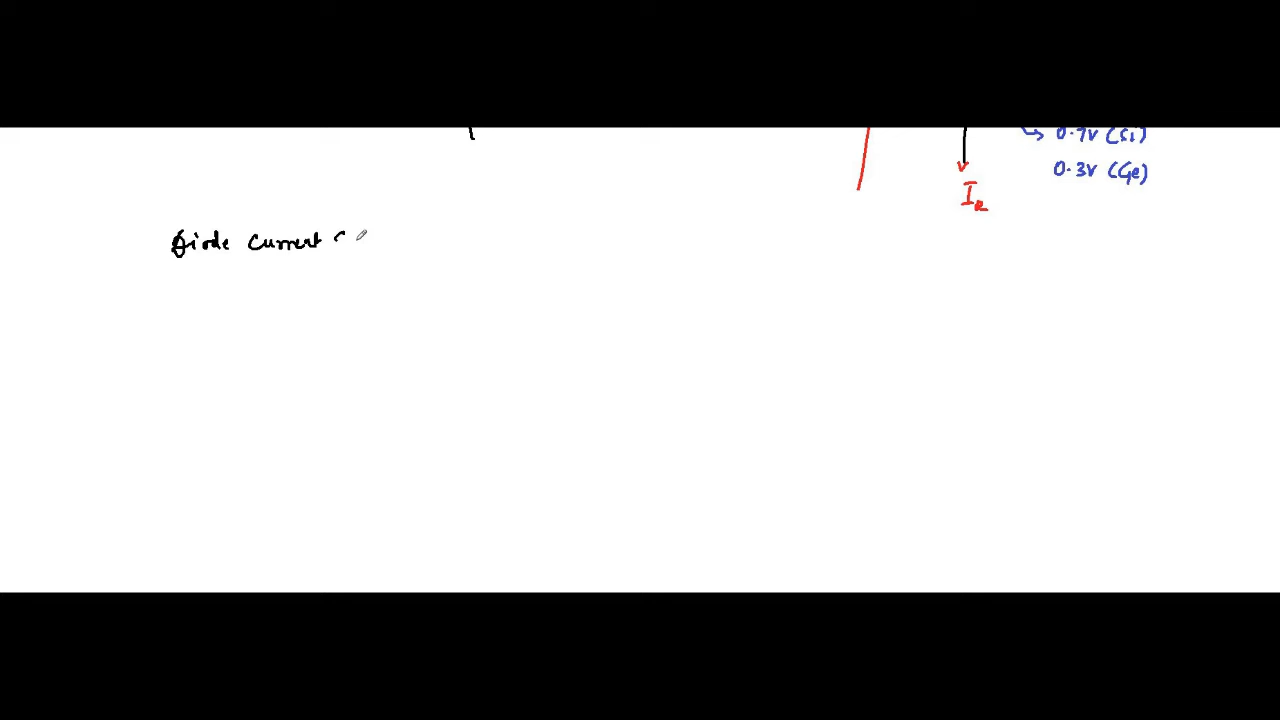 0.7V (Si)
0.3V (Ge)
IR
Diode Current (